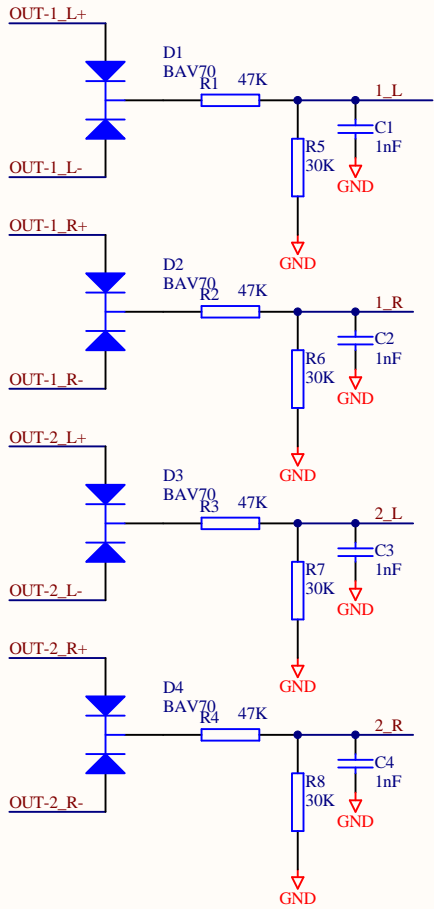 OUT-1_L+
D1
BAV70
R1 47K
1_L
R5
30K
C1
1nF
GND
OUT-1_L-
GND
OUT-1_R+
D2
BAV70
R2 47K
1_R
R6
30K
C2
1nF
GND
OUT-1_R-
GND
OUT-2_L+
D3
BAV70
R3 47K
2_L
R7
30K
C3
1nF
GND
OUT-2_L-
GND
OUT-2_R+
D4
BAV70
R4 47K
2_R
R8
30K
C4
1nF
GND
OUT-2_R-
GND